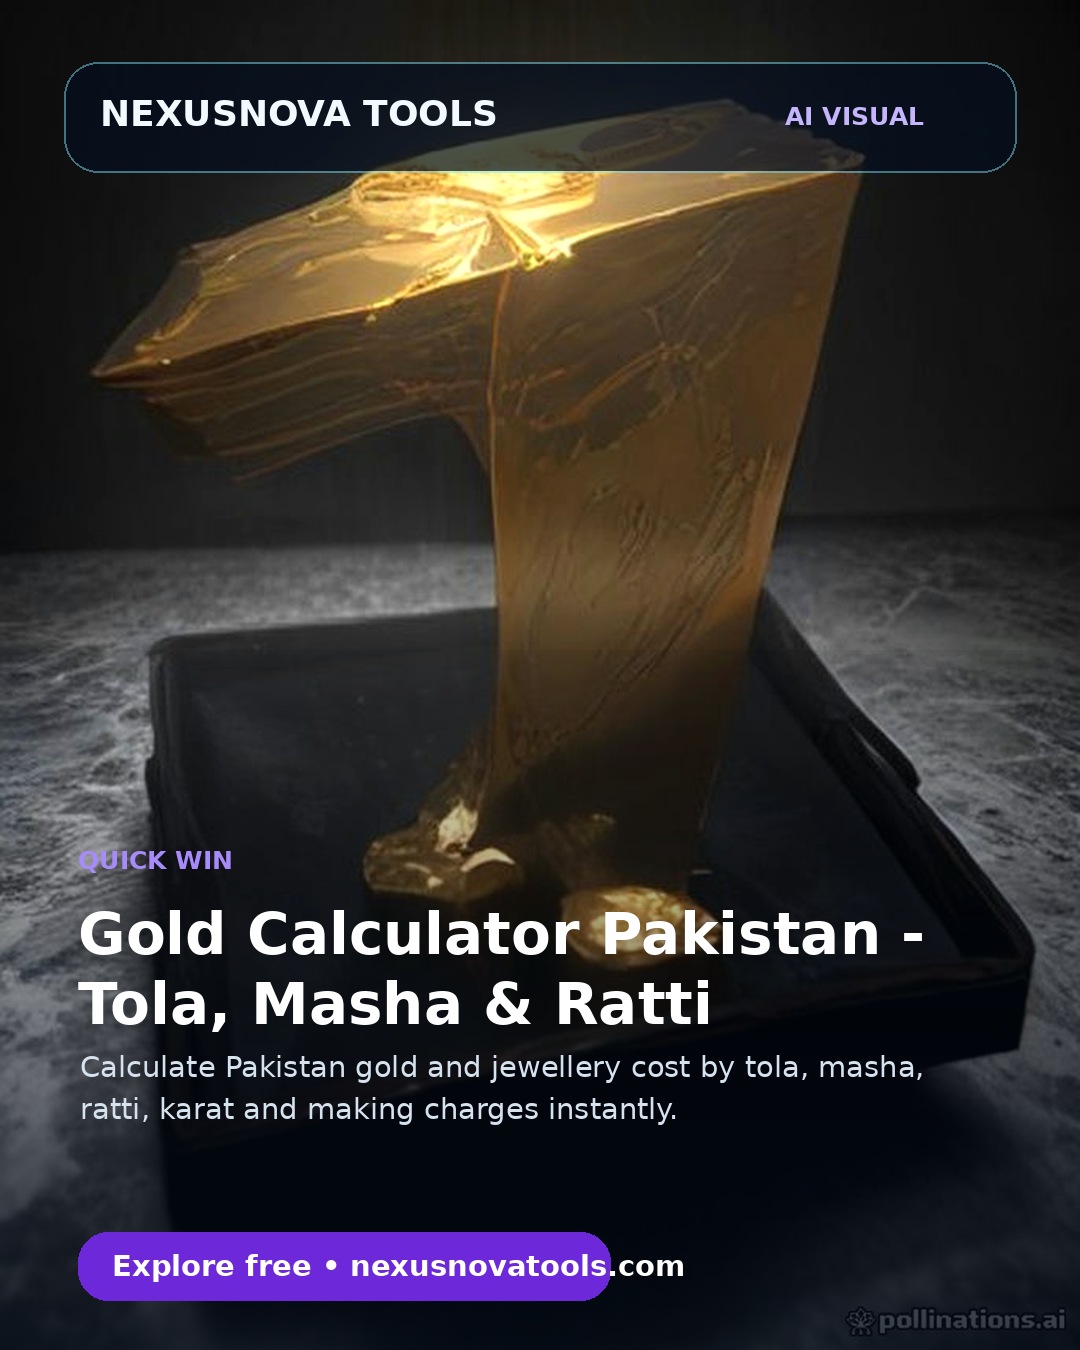 NEXUSNOVA TOOLS
AI VISUAL
QUICK WIN
Gold Calculator Pakistan -
Tola, Masha & Ratti
Calculate Pakistan gold and jewellery cost by tola, masha,
ratti, karat and making charges instantly.
Explore free • nexusnovatools.com
pollinations.ai